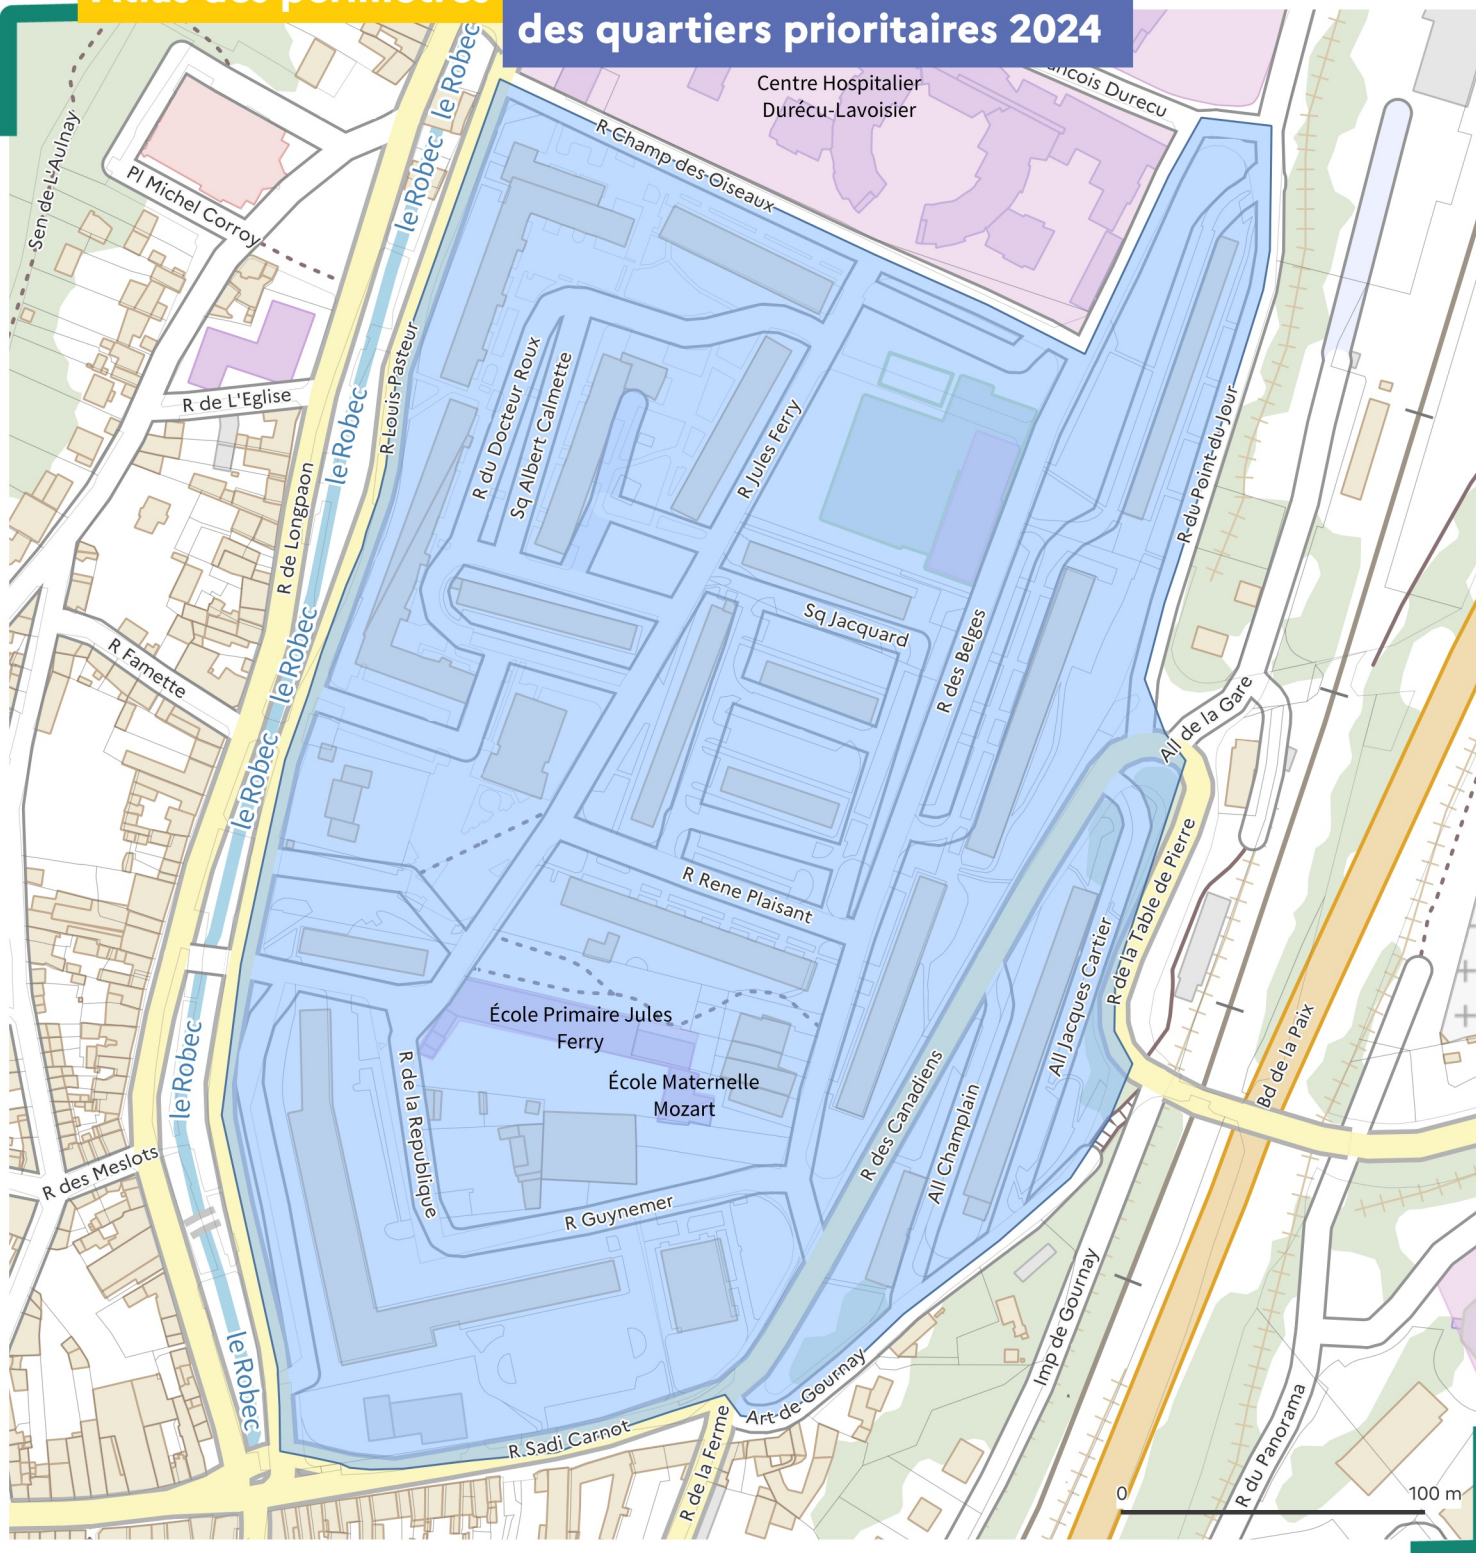 Atlas des périmètres
des quartiers prioritaires 2024
Centre Hospitalier
Durécu-Lavoisier
Durecu
R Champ des Oiseaux
le Robec
le Robec
Sen de L'Aulnay
Pl Michel Corroy
R Louis Pasteur
R de L'Eglise
le Robec
R du Docteur Roux
Sq Albert Calmette
R Jules Ferry
R du Point du Jour
R de Longpaon
le Robec
R Famette
Sq Jacquard
R des Belges
All de la Gare
le Robec
R Rene Plaisant
R de la Table de Pierre
All Jacques Cartier
École Primaire Jules
Ferry
École Maternelle
Mozart
le Robec
R de la Republique
R des Canadiens
All Champlain
Bd de la Paix
R des Meslots
R Guynemer
Imp de Gournay
le Robec
Art de Gournay
R Sadi Carnot
R de la Ferme
R du Panorama
0 100 m